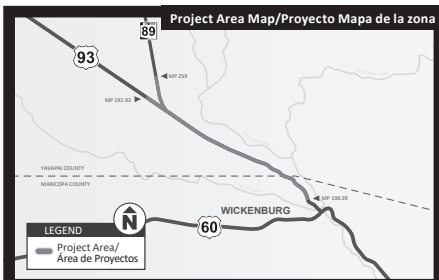 Project Area Map/Proyecto Mapa de la zona
89
93
MP 259
MP 192.93
YAVAPAI COUNTY
MARICOPA COUNTY
MP 198.39
WICKENBURG
N
60
LEGEND
Project Area/
Área de Proyectos